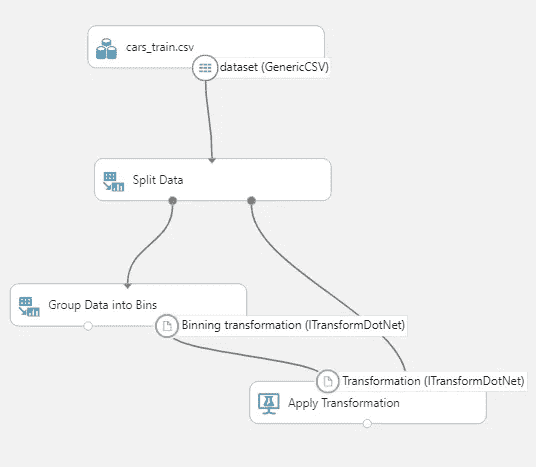 cars_train.csv
dataset (GenericCSV)
Split Data
Group Data into Bins
Binning transformation (ITransformDotNet)
Transformation (ITransformDotNet)
Apply Transformation